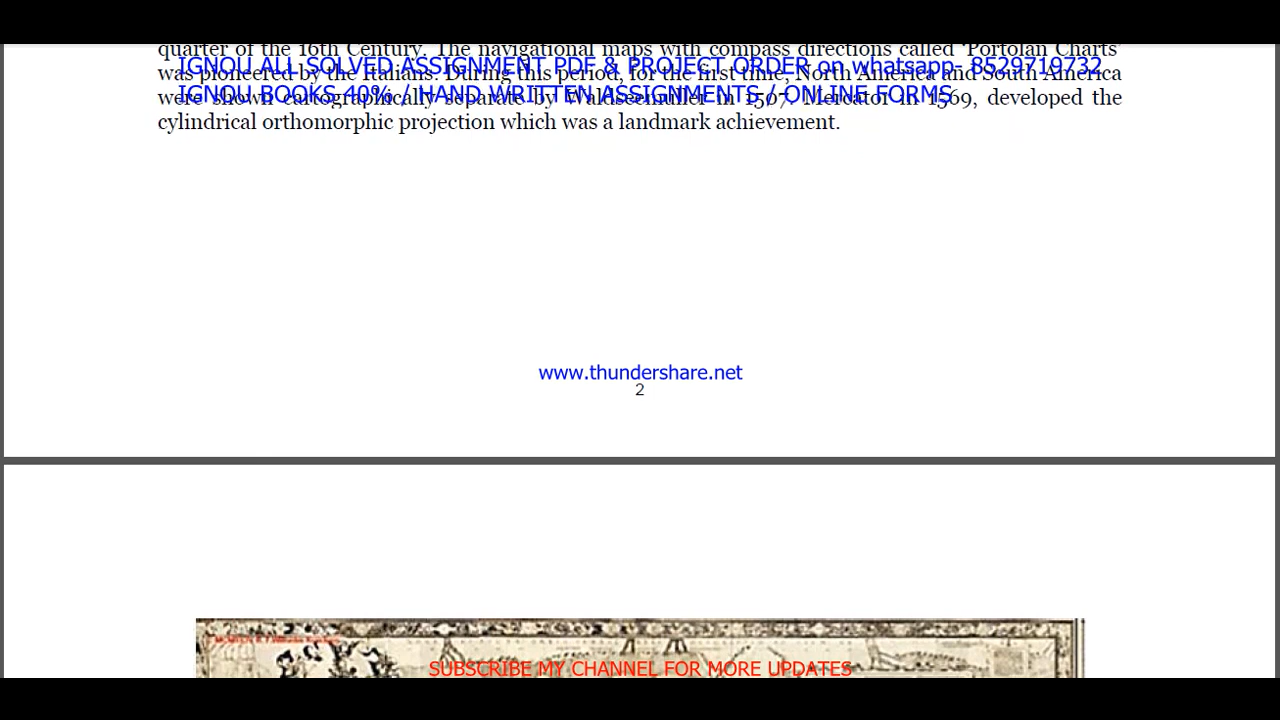 quarter of the 16th Century. The navigational maps with compass directions called 'Portolan Charts'
IGNOU ALL SOLVED ASSIGNMENT PDF & PROJECT ORDER on whatsapp- 8529719732
was pioneered by the Italians. During this period, for the first time, North America and South America
IGNOU BOOKS 40% / HAND WRITTEN ASSIGNMENTS / ONLINE FORMS
were shown cartographically separate by Waldseemuller in 1507. Mercator in 1569, developed the
cylindrical orthomorphic projection which was a landmark achievement.
www.thundershare.net
2
SUBSCRIBE MY CHANNEL FOR MORE UPDATES